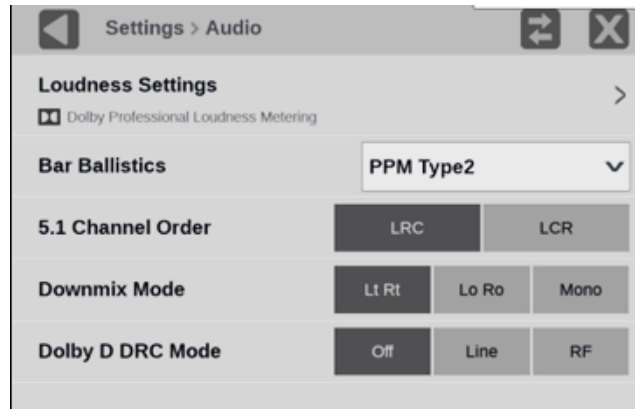 Settings > Audio
Loudness Settings
>
Dolby Professional Loudness Metering
Bar Ballistics
PPM Type2
5.1 Channel Order
LRC
LCR
Downmix Mode
Lt Rt
Lo Ro
Mono
Dolby D DRC Mode
Off
Line
RF